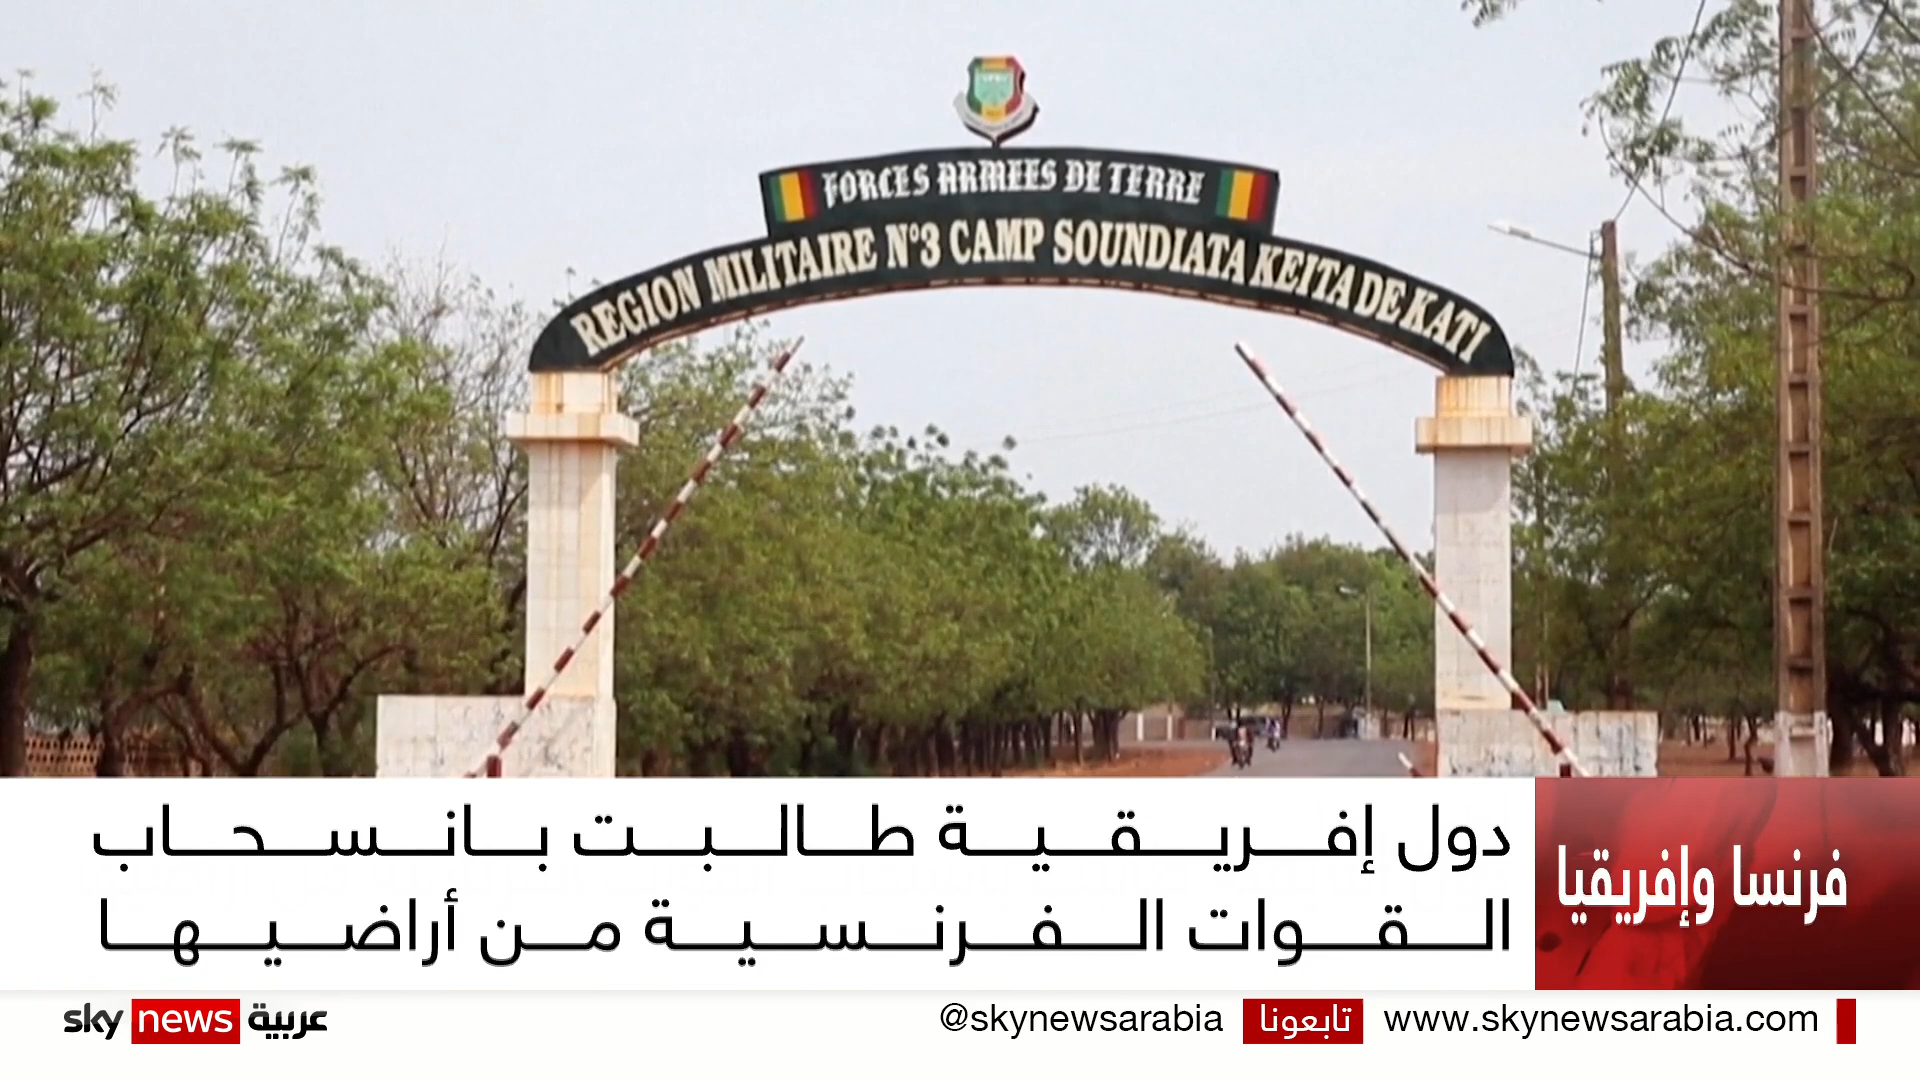 FORCES ARMEES DE TERRE
REGION MILITAIRE N°3 CAMP SOUNDIATA KEITA DE KATI
فرنسا وإفريقيا
دول إفريقية طالبت بانسحاب
القوات الفرنسية من أراضيها
sky news عربية
@skynewsarabia تابعونا www.skynewsarabia.com